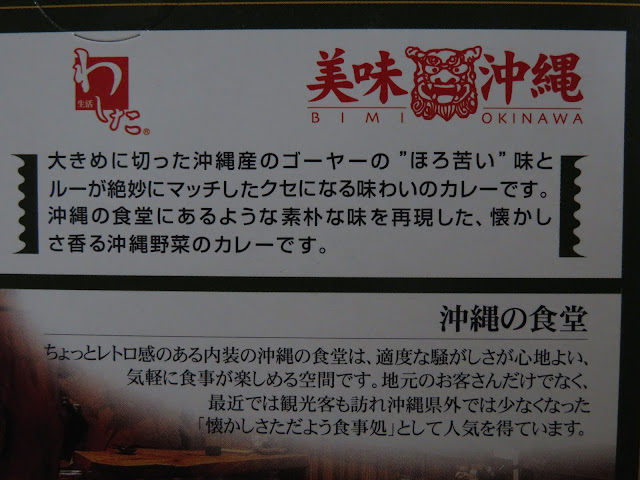 わしたこ
生活
®
美味 沖縄
BIMI OKINAWA
大きめに切った沖縄産のゴーヤーの”ほろ苦い”味と
ルーが絶妙にマッチしたクセになる味わいのカレーです。
沖縄の食堂にあるような素朴な味を再現した、懐かし
さ香る沖縄野菜のカレーです。
沖縄の食堂
ちょっとレトロ感のある内装の沖縄の食堂は、適度な騒がしさが心地よい、
気軽に食事が楽しめる空間です。地元のお客さんだけでなく、
最近では観光客も訪れ沖縄県外では少なくなった
「懐かしさただよう食事処」として人気を得ています。